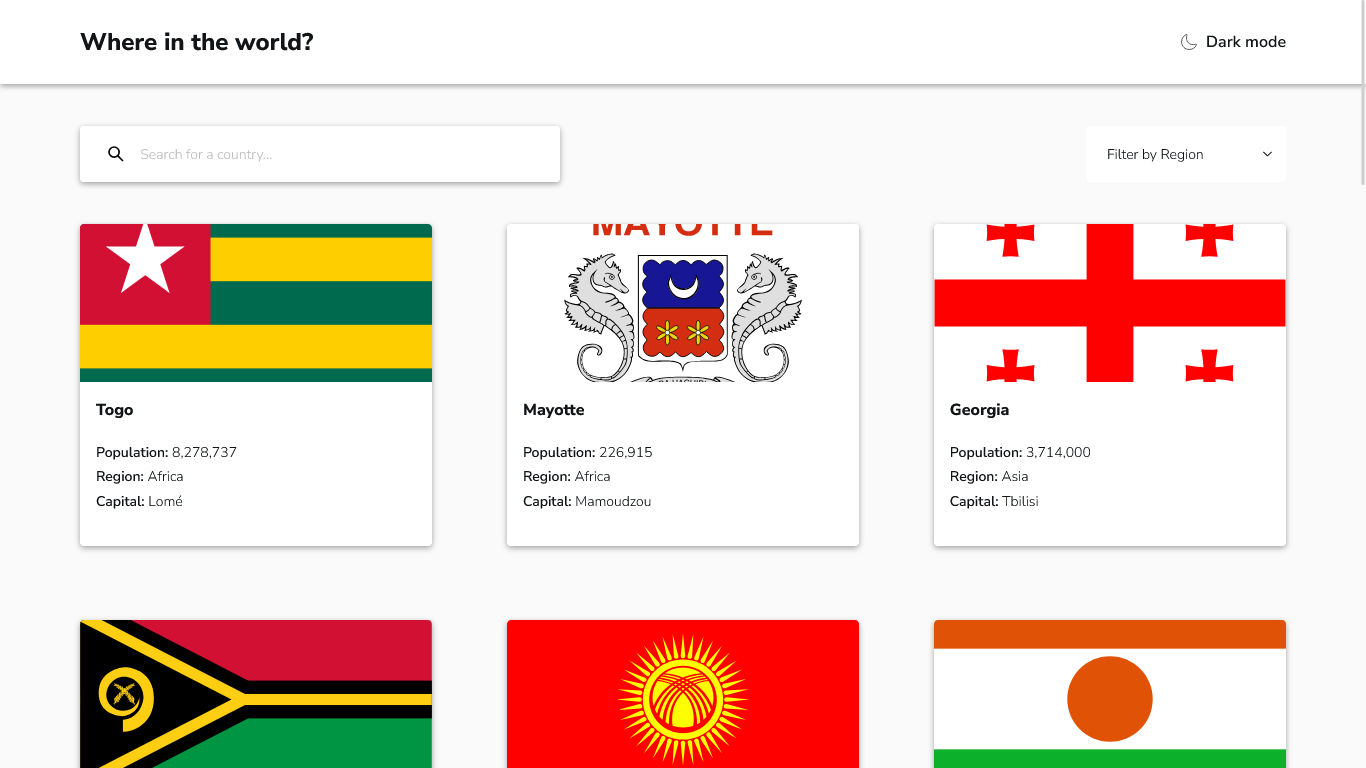 Where in the world?
Dark mode
Search for a country...
Filter by Region
MAYOTTE
Togo
Population: 8,278,737
Region: Africa
Capital: Lomé
Mayotte
Population: 226,915
Region: Africa
Capital: Mamoudzou
Georgia
Population: 3,714,000
Region: Asia
Capital: Tbilisi